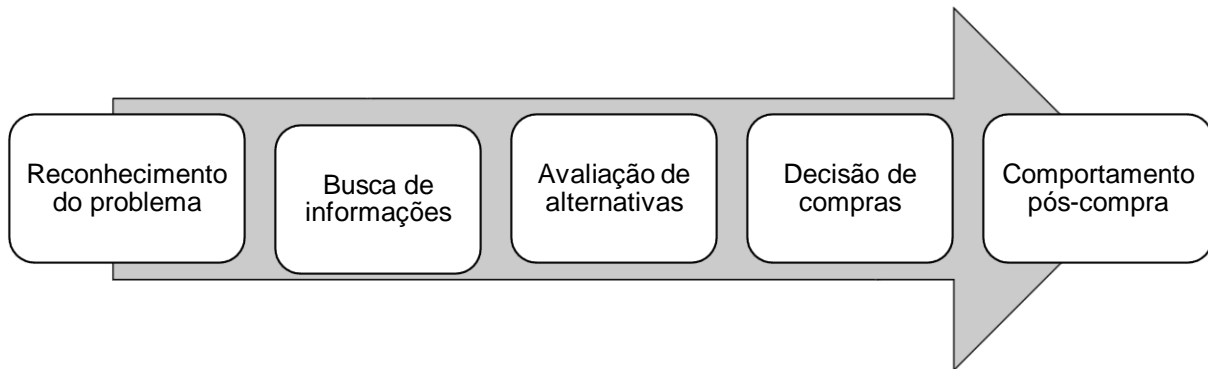 Reconhecimento
do problema
Busca de
informações
Avaliação de
alternativas
Decisão de
compras
Comportamento
pós-compra